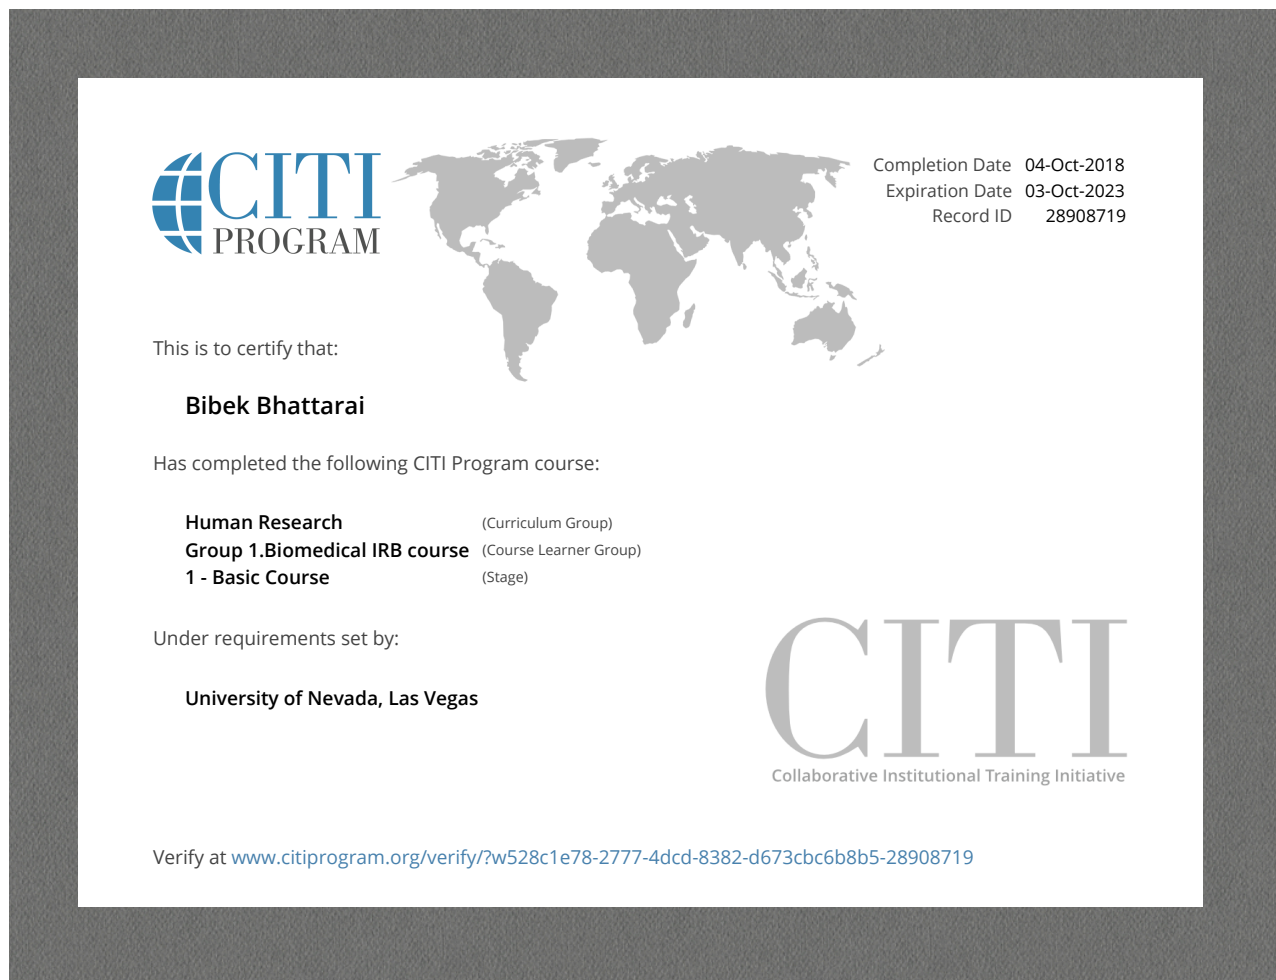 CITI
PROGRAM
Completion Date 04-Oct-2018
Expiration Date 03-Oct-2023
Record ID 28908719
This is to certify that:
Bibek Bhattarai
Has completed the following CITI Program course:
Human Research (Curriculum Group)
Group 1.Biomedical IRB course (Course Learner Group)
1 - Basic Course (Stage)
Under requirements set by:
University of Nevada, Las Vegas
CITI
Collaborative Institutional Training Initiative
Verify at www.citiprogram.org/verify/?w528c1e78-2777-4dcd-8382-d673cbc6b8b5-28908719